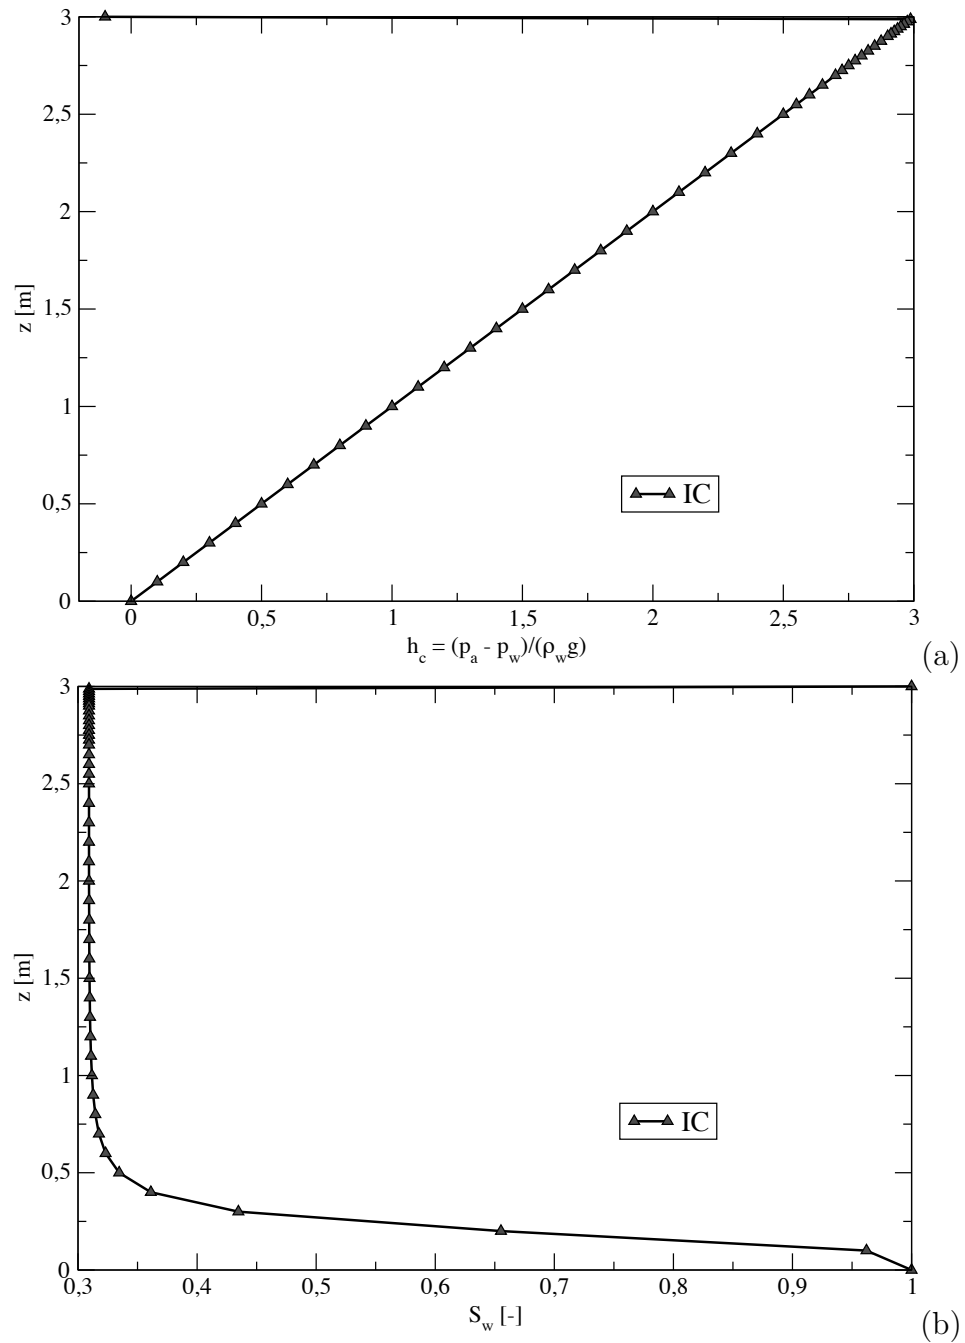 3
2,5
2
1,5
1
0,5
0
z [m]
IC
0 0,5 1 1,5 2 2,5 3
h_c = (p_a - p_w)/(ρ_w g)
(a)
3
2,5
2
1,5
1
0,5
0
z [m]
IC
0,3 0,4 0,5 0,6 0,7 0,8 0,9 1
S_w [-]
(b)